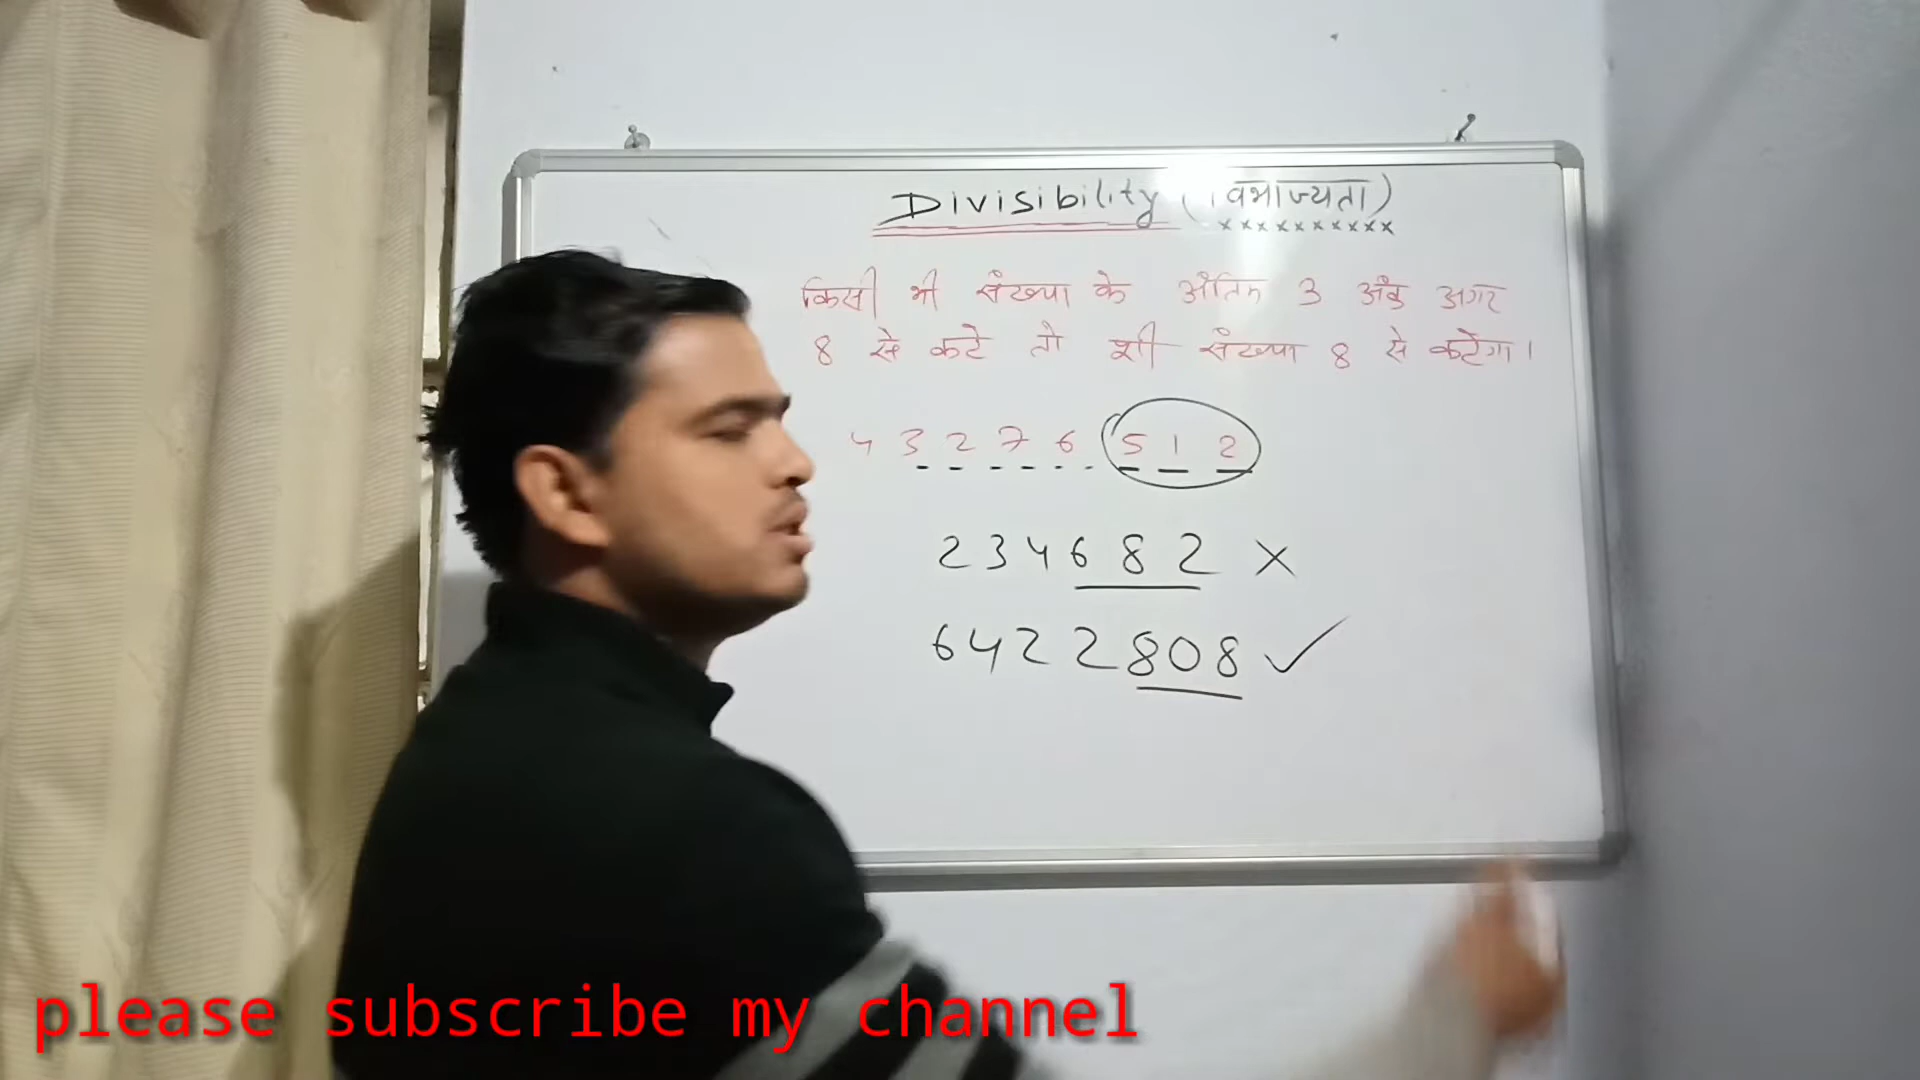 Divisibility (विभाज्यता)
××××××××××
किसी भी संख्या के अंतिम 3 अंक अगर
8 से कटे तो संख्या 8 से कटेगा।
4 3 2 7 6 5 1 2
2 3 4 6 8 2 ×
6 4 2 2 8 0 8 ✓
please subscribe my channel